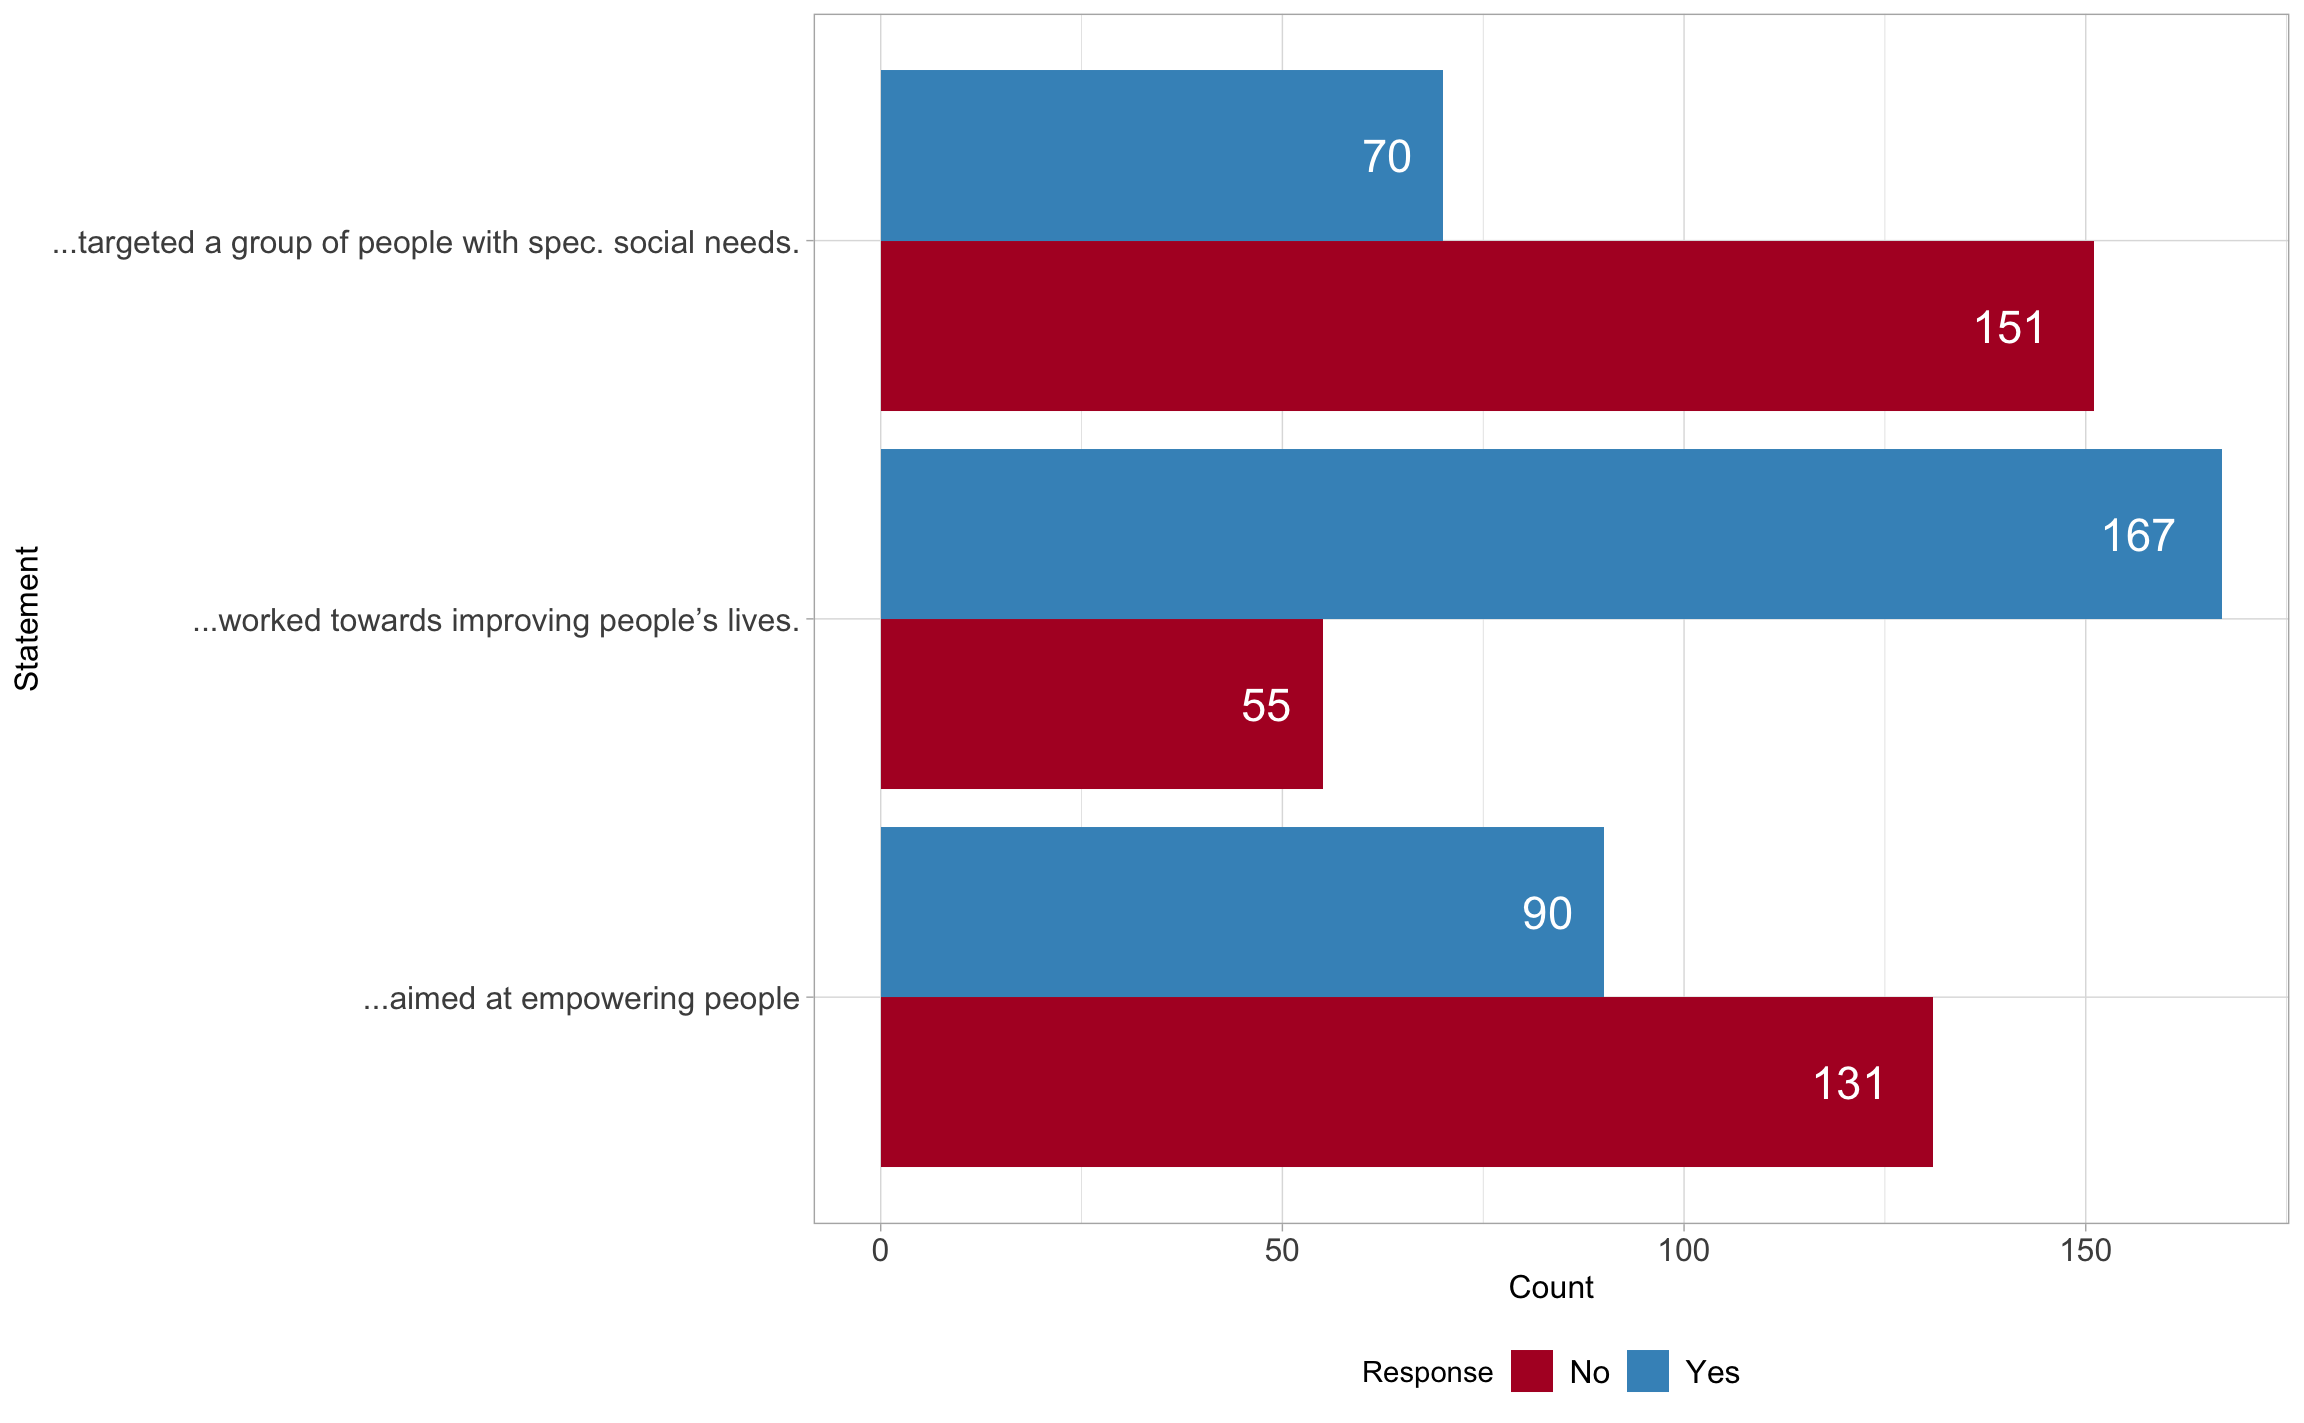 70
...targeted a group of people with spec. social needs.
151
167
...worked towards improving people’s lives.
55
90
...aimed at empowering people
131
Statement
0 50 100 150
Count
Response No Yes